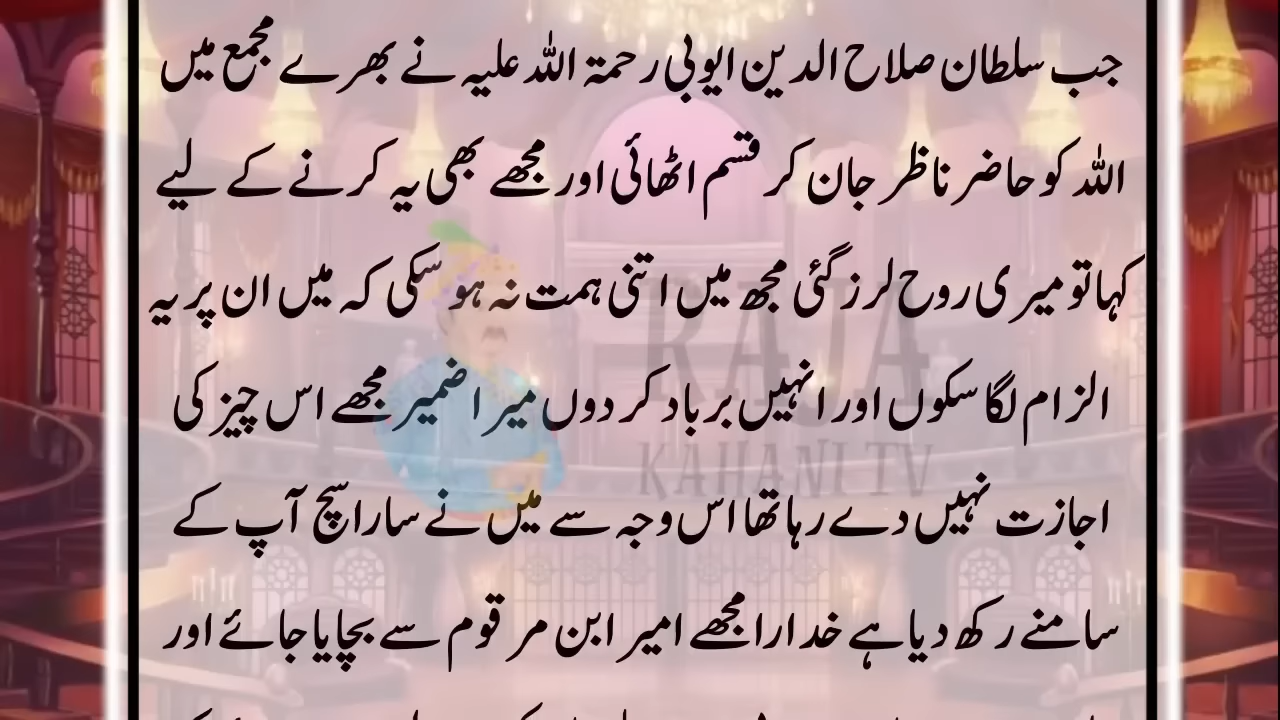 جب سلطان صلاح الدین ایوبی رحمۃ اللہ علیہ نے بھرے مجمع میں
اللہ کو حاضر ناظر جان کر قسم اٹھائی اور مجھے بھی یہ کرنے کے لیے
کہا تو میری روح لرز گئی مجھ میں اتنی ہمت نہ ہو سکی کہ میں ان پر یہ
الزام لگا سکوں اور انہیں برباد کر دوں میرا ضمیر مجھے اس چیز کی
اجازت نہیں دے رہا تھا اس وجہ سے میں نے سارا سچ آپ کے
سامنے رکھ دیا ہے خدارا مجھے امیر ابن مرقوم سے بچایا جائے اور
RAJA
KAHANI TV